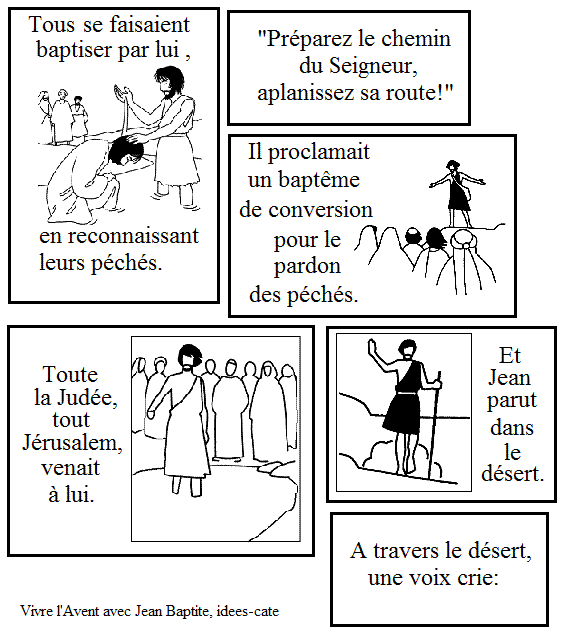 Tous se faisaient
baptiser par lui ,
en reconnaissant
leurs péchés.
"Préparez le chemin
du Seigneur,
aplanissez sa route!"
Il proclamait
un baptême
de conversion
pour le
pardon
des péchés.
Toute
la Judée,
tout
Jérusalem,
venait
à lui.
Et
Jean
parut
dans
le
désert.
A travers le désert,
une voix crie:
Vivre l'Avent avec Jean Baptite, idees-cate